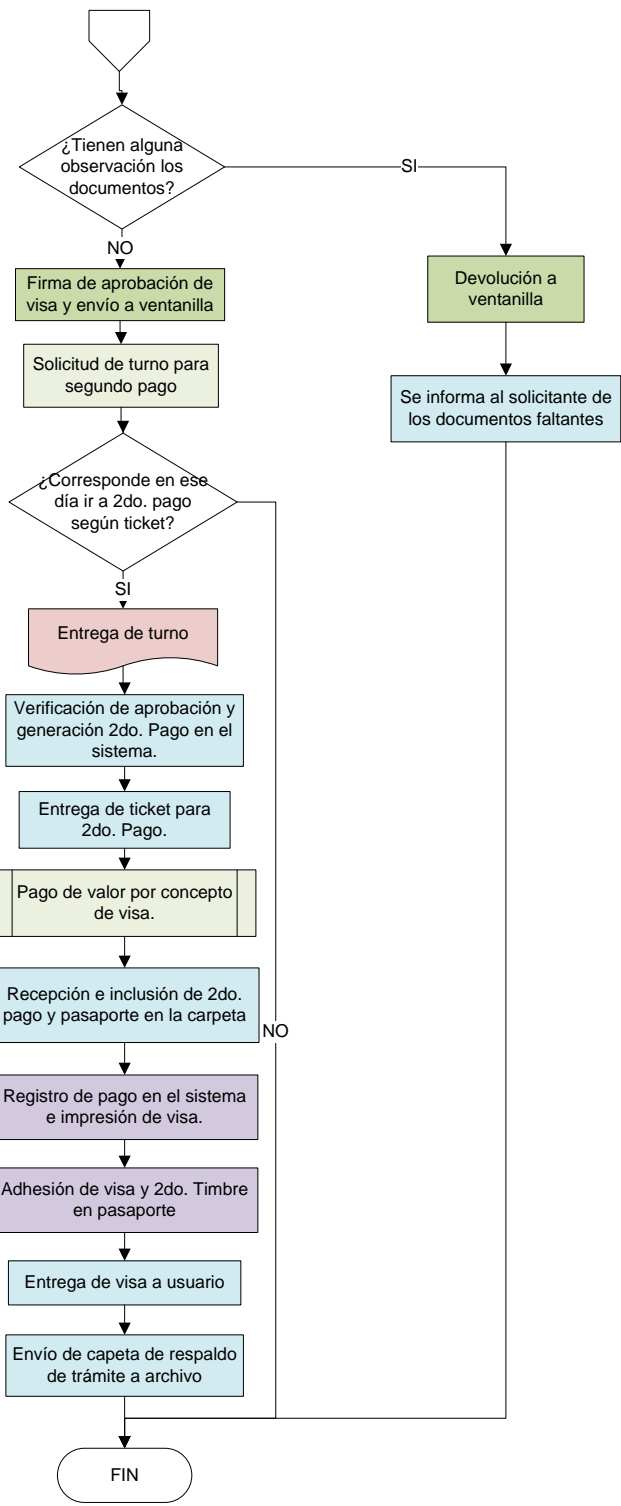 ¿Tienen alguna
observación los
documentos?
SI
NO
Firma de aprobación de
visa y envío a ventanilla
Devolución a
ventanilla
Solicitud de turno para
segundo pago
Se informa al solicitante de
los documentos faltantes
¿Corresponde en ese
día ir a 2do. pago
según ticket?
SI
Entrega de turno
Verificación de aprobación y
generación 2do. Pago en el
sistema.
Entrega de ticket para
2do. Pago.
Pago de valor por concepto
de visa.
Recepción e inclusión de 2do.
pago y pasaporte en la carpeta
NO
Registro de pago en el sistema
e impresión de visa.
Adhesión de visa y 2do. Timbre
en pasaporte
Entrega de visa a usuario
Envío de capeta de respaldo
de trámite a archivo
FIN